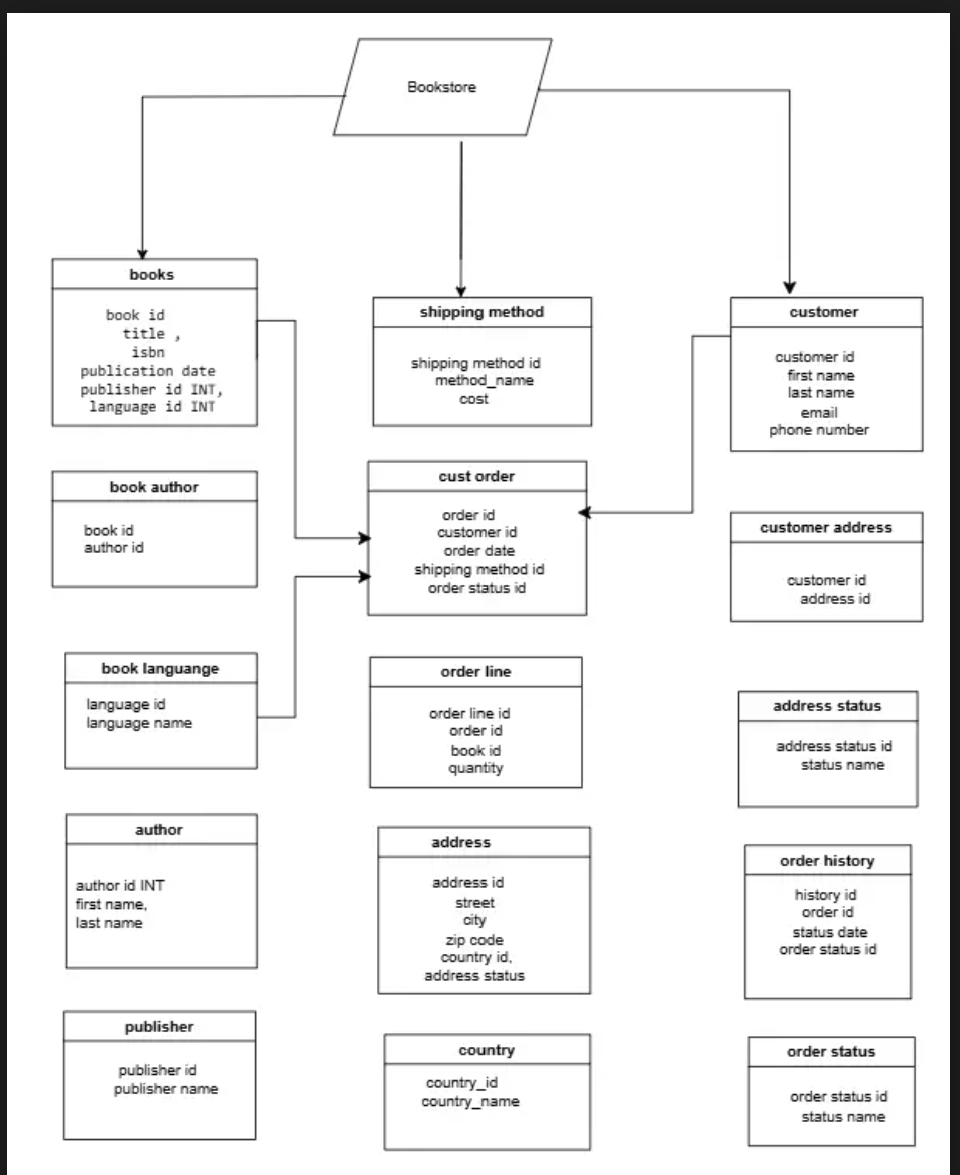 Bookstore
books
book id
title ,
isbn
publication date
publisher id INT,
language id INT
shipping method
shipping method id
method_name
cost
customer
customer id
first name
last name
email
phone number
book author
book id
author id
cust order
order id
customer id
order date
shipping method id
order status id
customer address
customer id
address id
book languange
language id
language name
order line
order line id
order id
book id
quantity
address status
address status id
status name
author
author id INT
first name,
last name
address
address id
street
city
zip code
country id,
address status
order history
history id
order id
status date
order status id
publisher
publisher id
publisher name
country
country_id
country_name
order status
order status id
status name